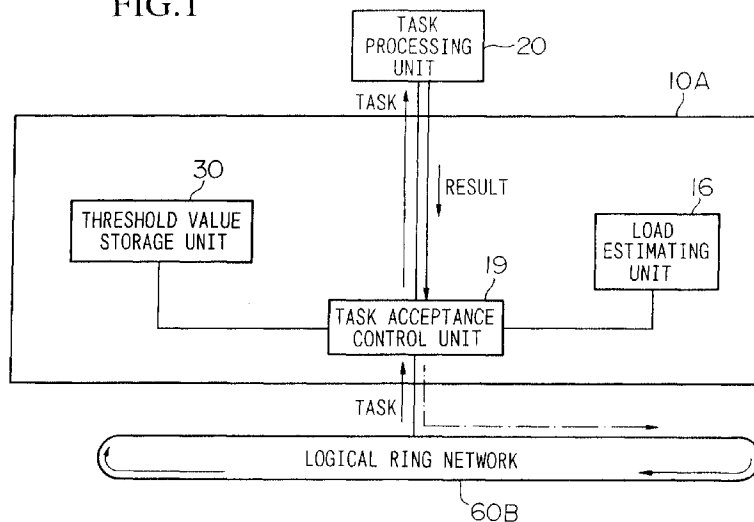 FIG.1
TASK
PROCESSING
UNIT
20
TASK
10A
RESULT
30
THRESHOLD VALUE
STORAGE UNIT
16
LOAD
ESTIMATING
UNIT
19
TASK ACCEPTANCE
CONTROL UNIT
TASK
LOGICAL RING NETWORK
60B